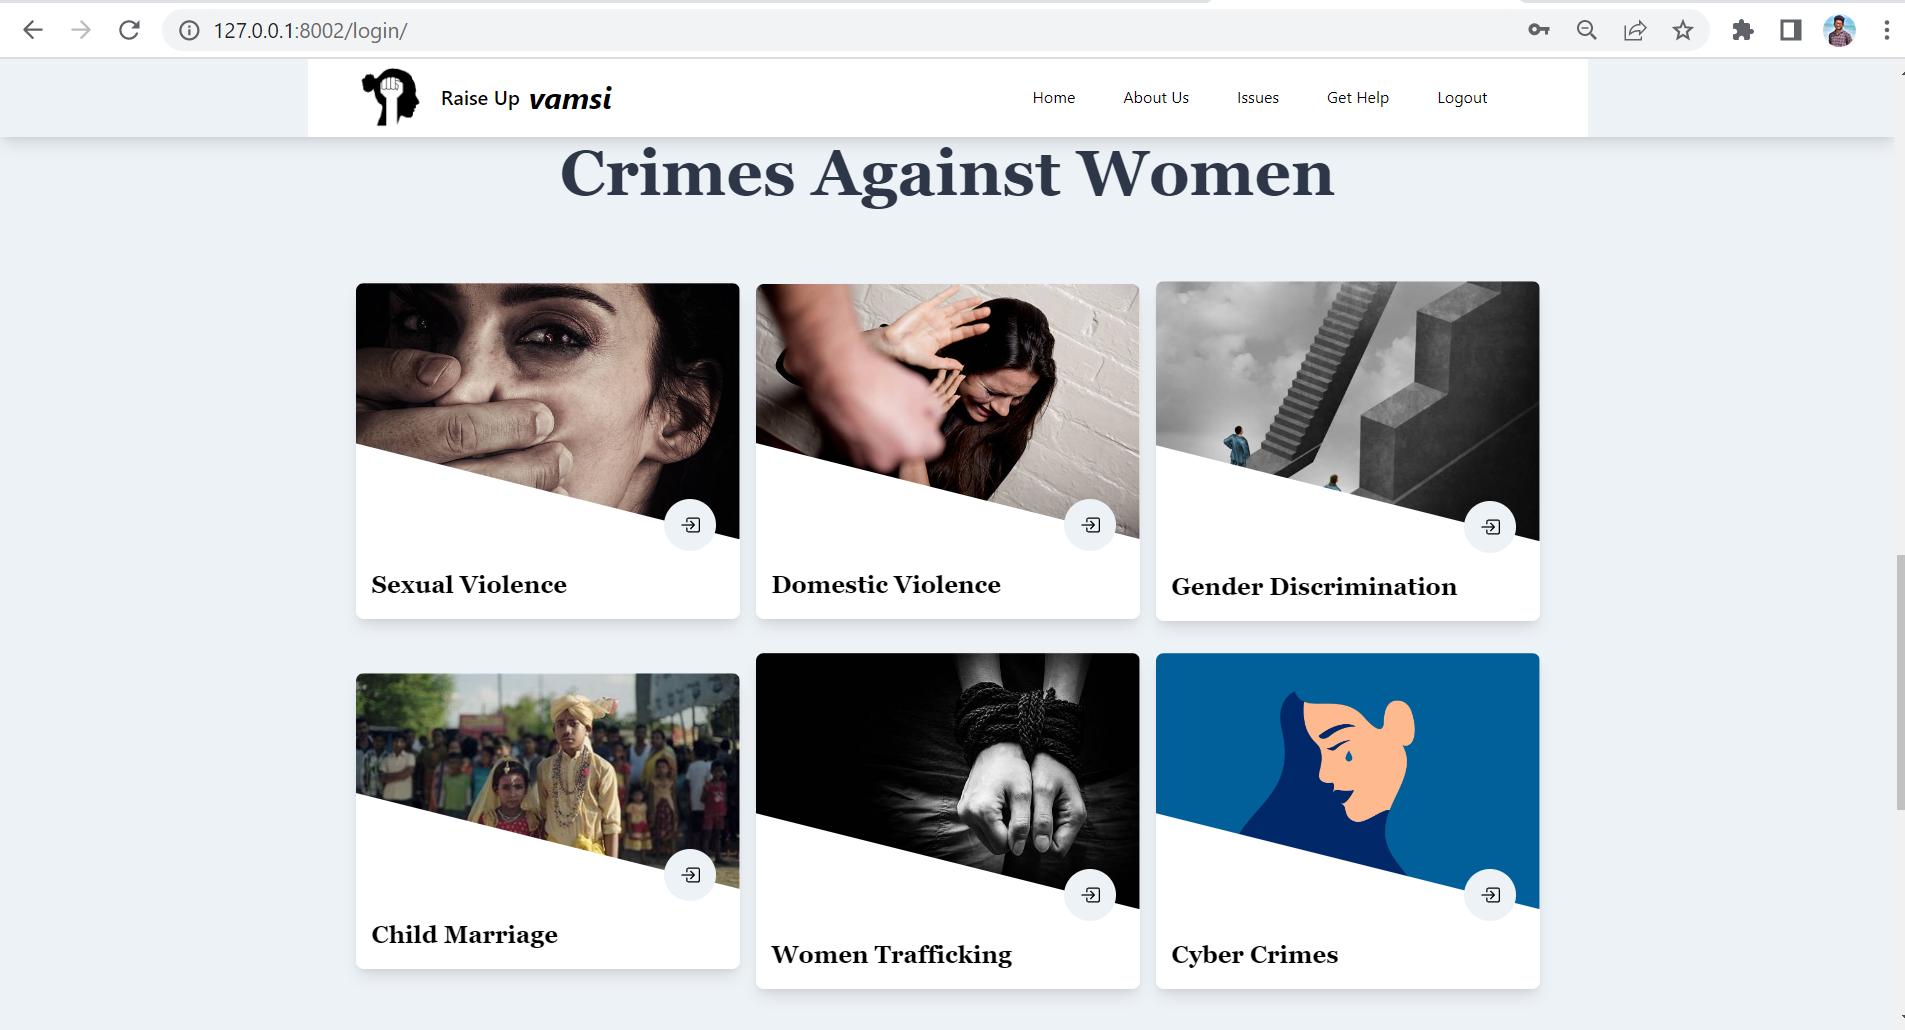 127.0.0.1:8002/login/
Raise Up vamsi
Home About Us Issues Get Help Logout
Crimes Against Women
Sexual Violence
Domestic Violence
Gender Discrimination
Child Marriage
Women Trafficking
Cyber Crimes